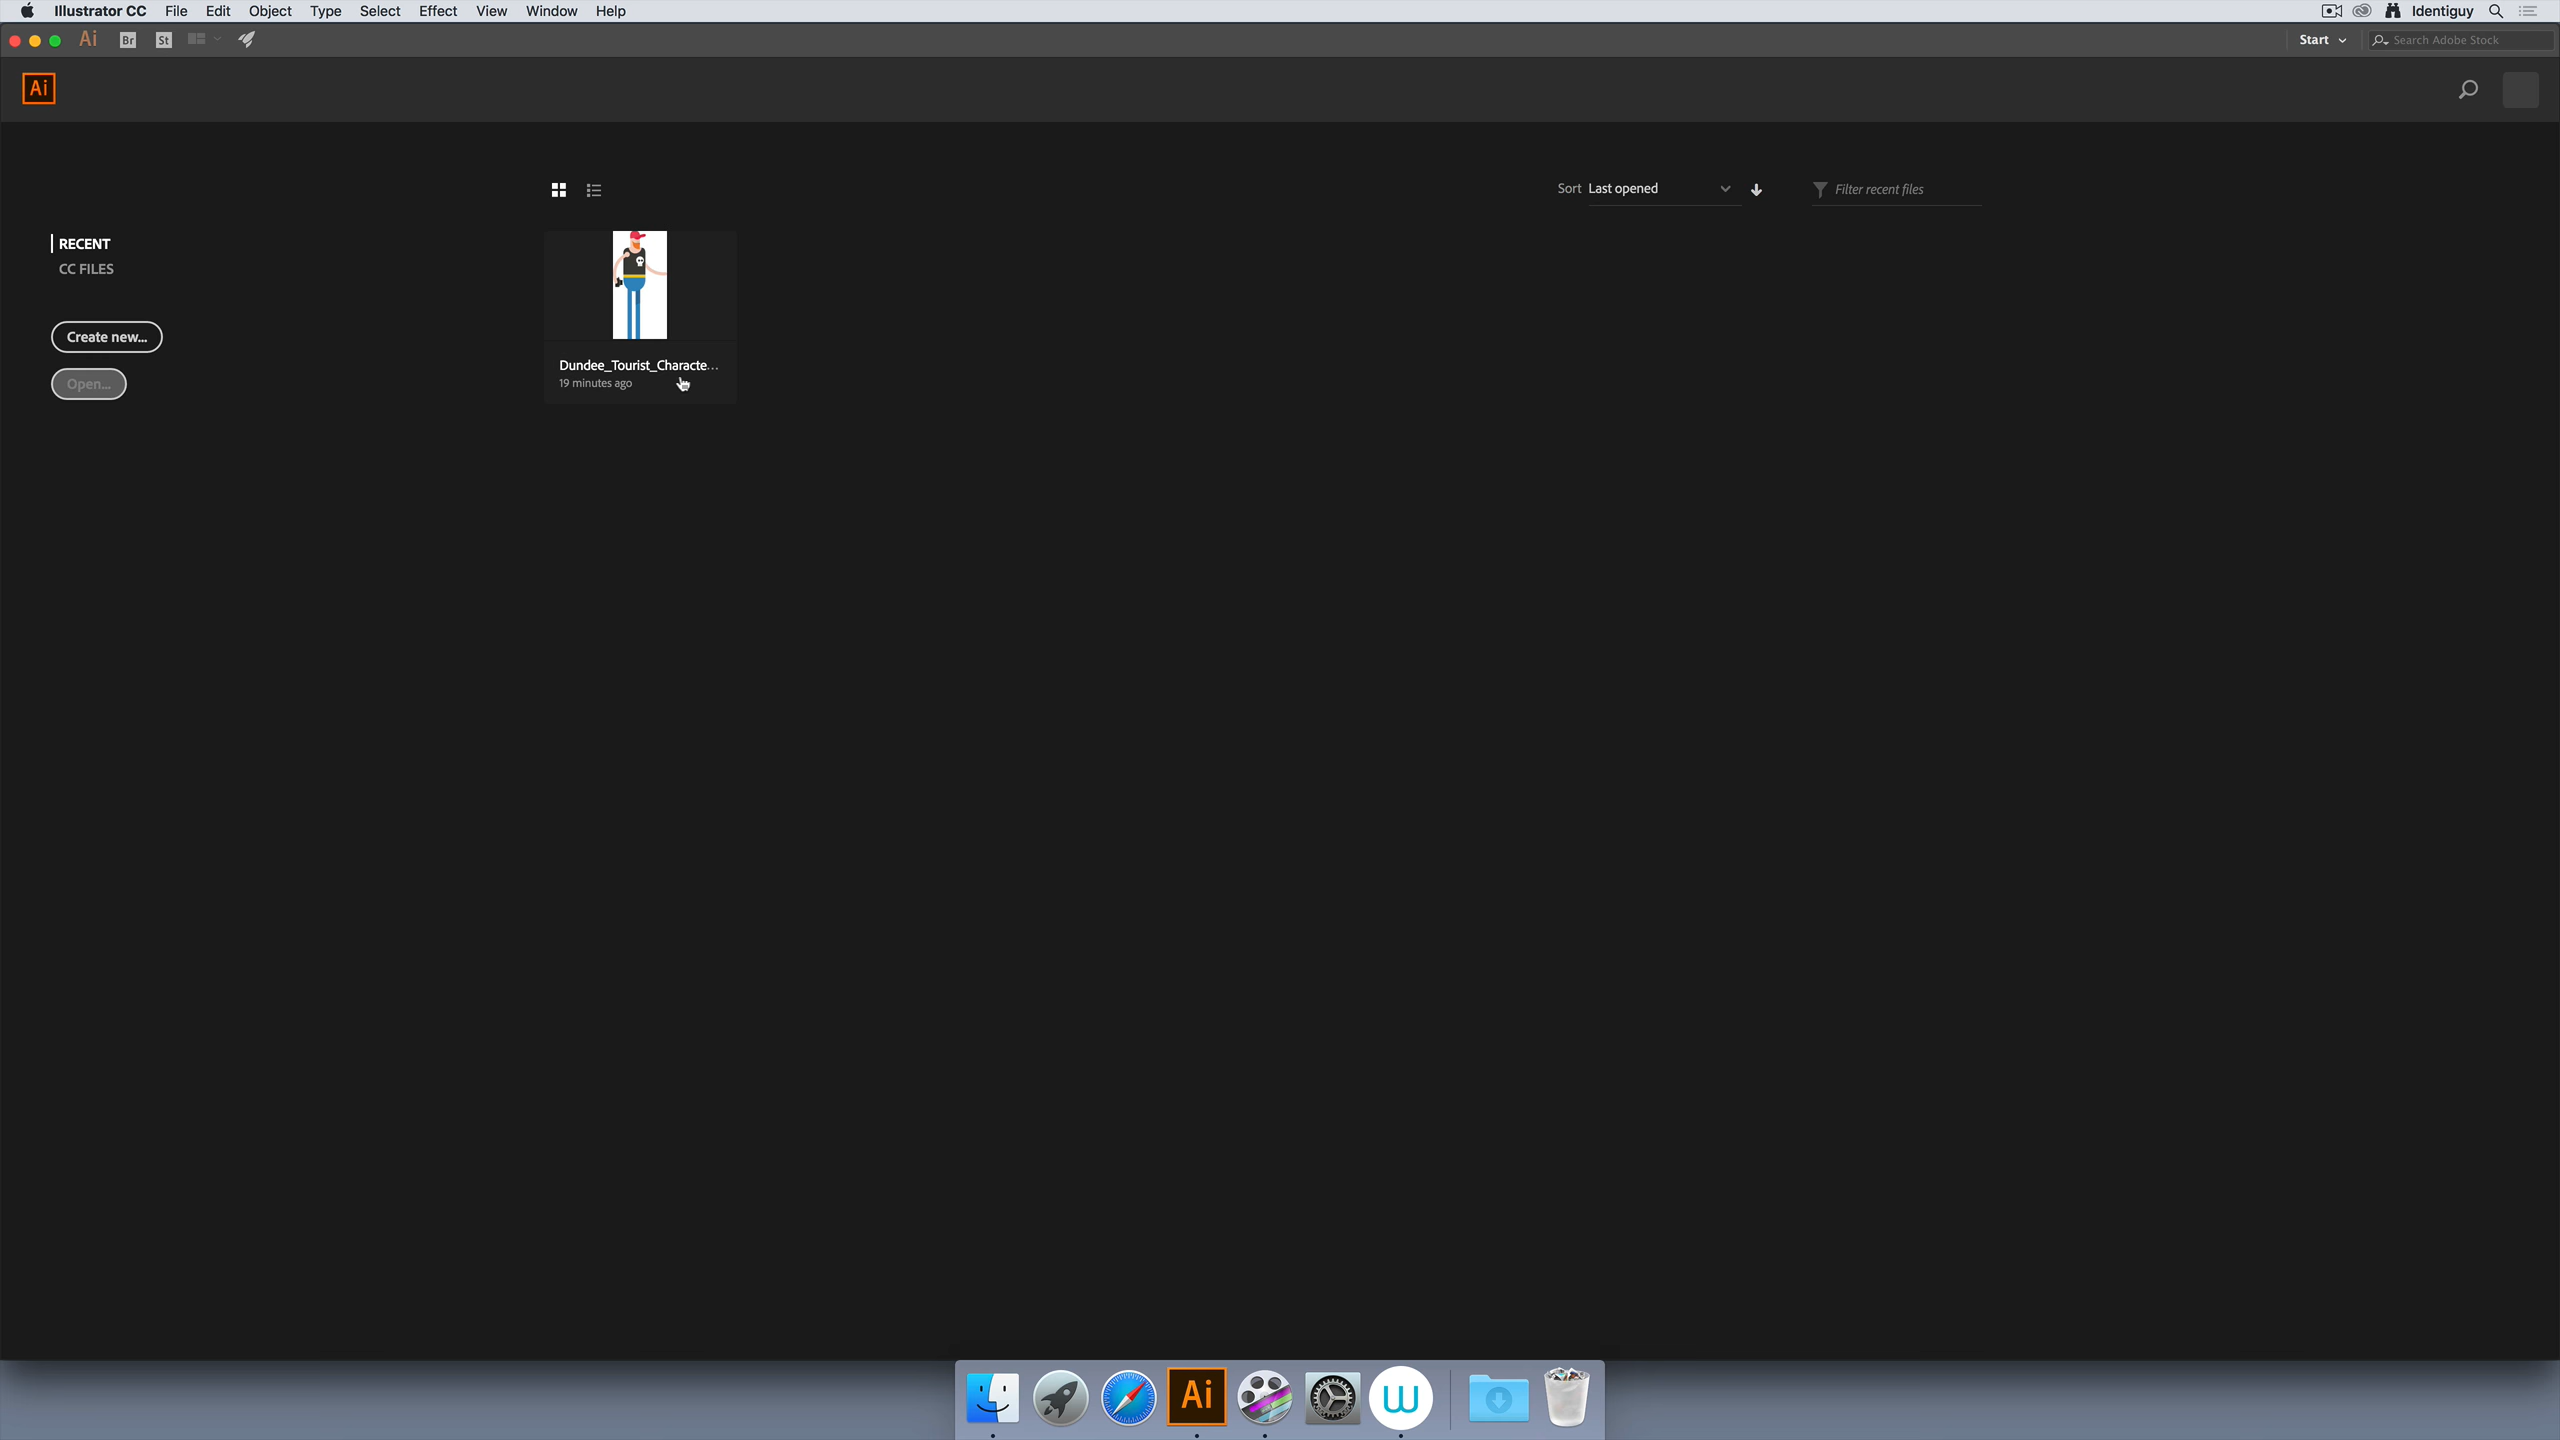 Illustrator CC File Edit Object Type Select Effect View Window Help Identiguy
Ai Br St Start Search Adobe Stock
Ai
Sort Last opened Filter recent files
RECENT
CC FILES
Create new...
Open...
Dundee_Tourist_Characte...
19 minutes ago
Ai